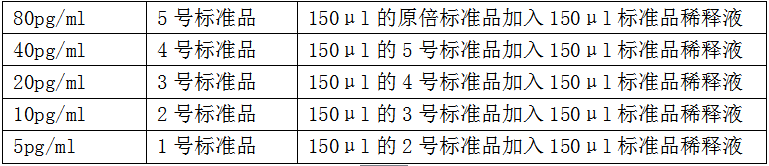 80pg/ml 5号标准品 150μl的原倍标准品加入150μl标准品稀释液
40pg/ml 4号标准品 150μl的5号标准品加入150μl标准品稀释液
20pg/ml 3号标准品 150μl的4号标准品加入150μl标准品稀释液
10pg/ml 2号标准品 150μl的3号标准品加入150μl标准品稀释液
5pg/ml 1号标准品 150μl的2号标准品加入150μl标准品稀释液